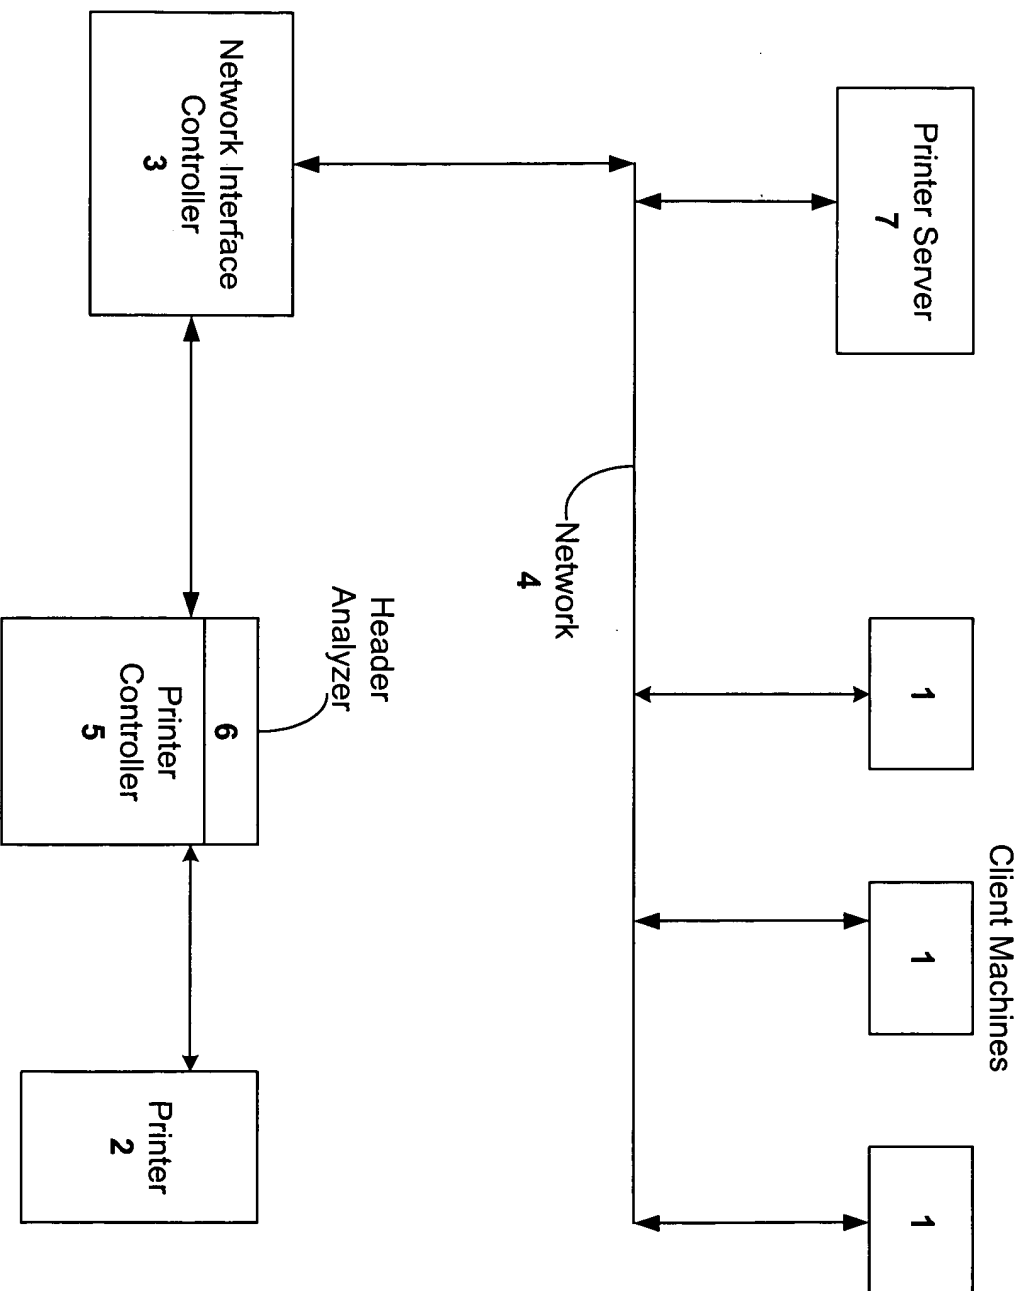 Client Machines
Printer Server
7
1
1
1
Network
4
Network Interface
Controller
3
Header
Analyzer
6
Printer
Controller
5
Printer
2